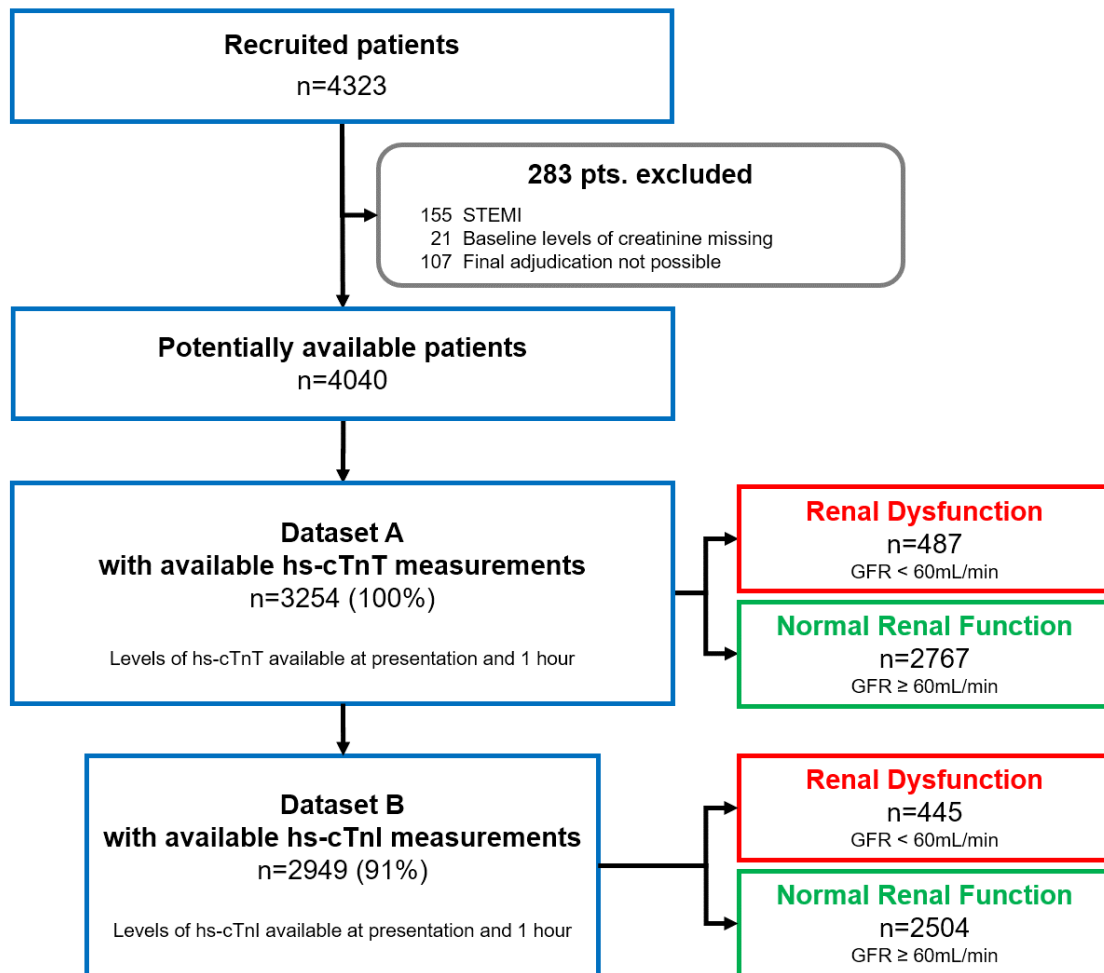 Recruited patients
n=4323
283 pts. excluded
155 STEMI
21 Baseline levels of creatinine missing
107 Final adjudication not possible
Potentially available patients
n=4040
Dataset A
with available hs-cTnT measurements
n=3254 (100%)
Levels of hs-cTnT available at presentation and 1 hour
Renal Dysfunction
n=487
GFR < 60mL/min
Normal Renal Function
n=2767
GFR ≥ 60mL/min
Dataset B
with available hs-cTnI measurements
n=2949 (91%)
Levels of hs-cTnI available at presentation and 1 hour
Renal Dysfunction
n=445
GFR < 60mL/min
Normal Renal Function
n=2504
GFR ≥ 60mL/min